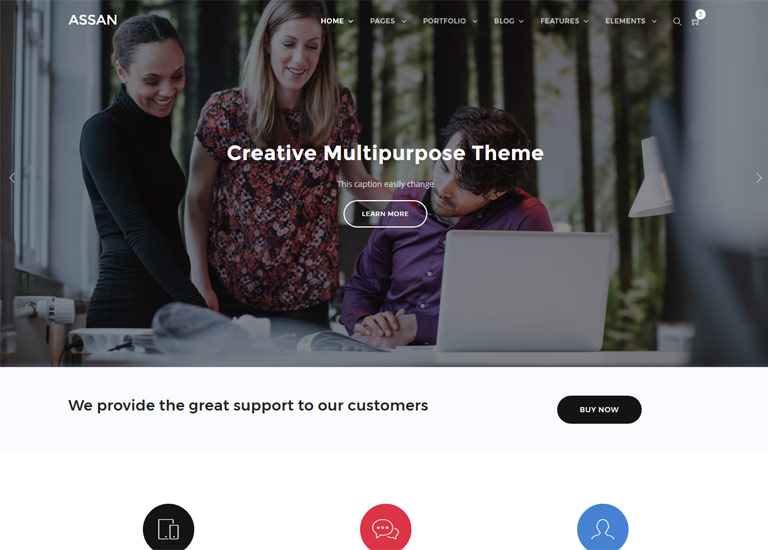 ASSAN
HOME PAGES PORTFOLIO BLOG FEATURES ELEMENTS
Creative Multipurpose Theme
This caption easily change
LEARN MORE
We provide the great support to our customers
BUY NOW